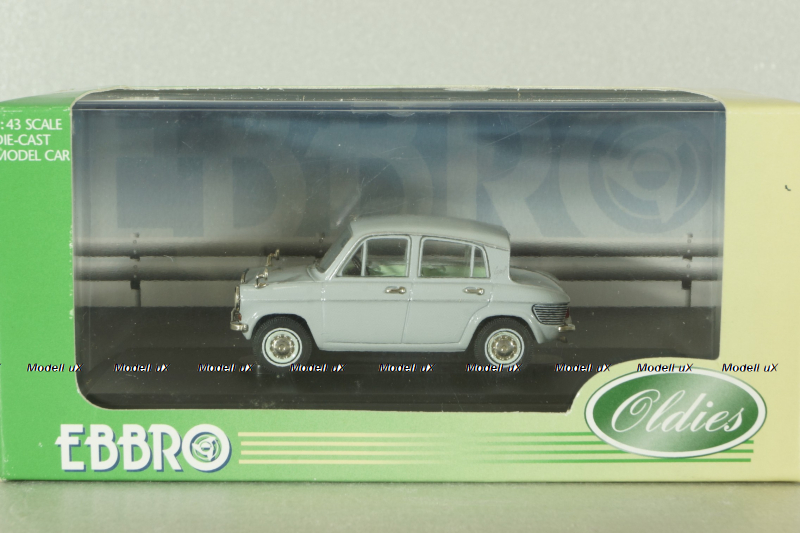 :43 SCALE
DIE-CAST
MODEL CAR
EBBRO
Modell uX Modell uX Modell uX Modell uX Modell uX Modell uX Modell uX Modell uX Modell uX
Oldies
EBBRO